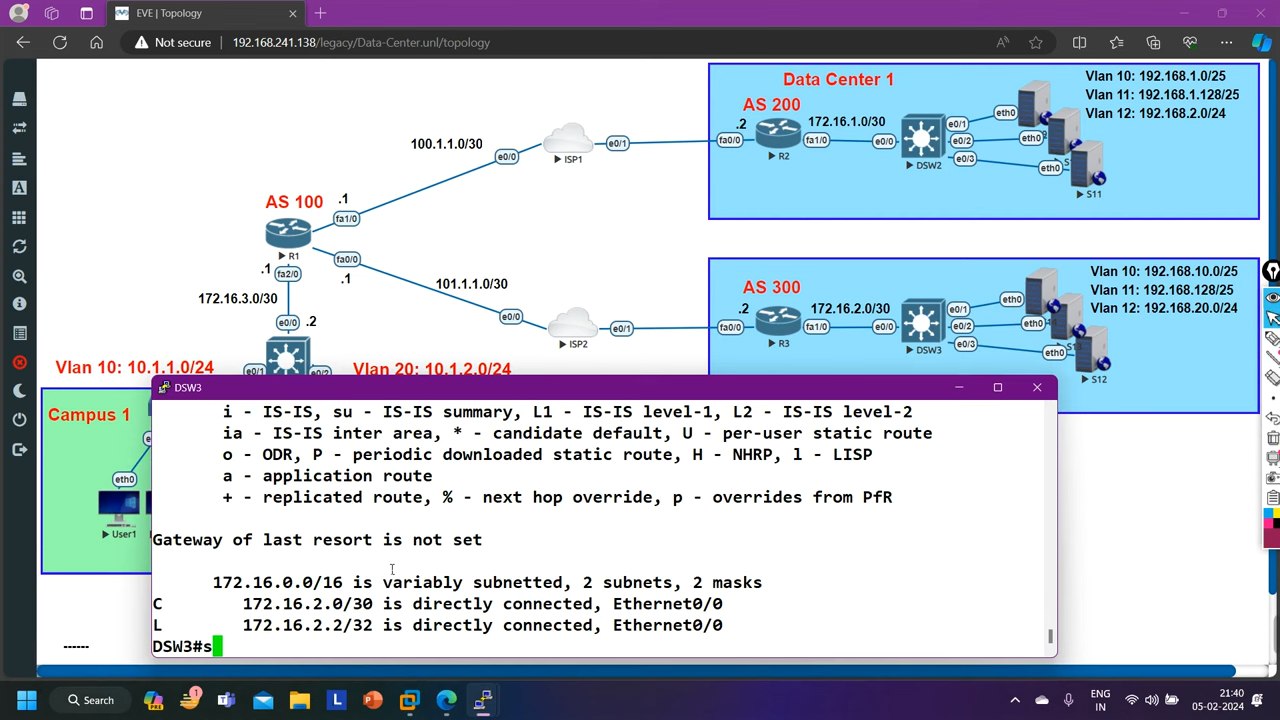 EVE | Topology
Not secure
192.168.241.138/legacy/Data-Center.unl/topology
Data Center 1
AS 200
.2
172.16.1.0/30
Vlan 10: 192.168.1.0/25
Vlan 11: 192.168.1.128/25
Vlan 12: 192.168.2.0/24
fa0/0
R2
fa1/0
e0/0
DSW2
e0/1
e0/2
e0/3
eth0
eth0
eth0
S11
100.1.1.0/30
e0/0
ISP1
e0/1
AS 100
.1
fa1/0
R1
fa0/0
.1
.1
fa2/0
172.16.3.0/30
e0/0
.2
101.1.1.0/30
e0/0
ISP2
e0/1
AS 300
.2
172.16.2.0/30
Vlan 10: 192.168.10.0/25
Vlan 11: 192.168.128/25
Vlan 12: 192.168.20.0/24
fa0/0
R3
fa1/0
e0/0
DSW3
e0/1
e0/2
e0/3
eth0
eth0
eth0
S12
Vlan 10: 10.1.1.0/24
e0/1
e0/2
Vlan 20: 10.1.2.0/24
Campus 1
eth0
User1
------
DSW3
i - IS-IS, su - IS-IS summary, L1 - IS-IS level-1, L2 - IS-IS level-2
ia - IS-IS inter area, * - candidate default, U - per-user static route
o - ODR, P - periodic downloaded static route, H - NHRP, l - LISP
a - application route
+ - replicated route, % - next hop override, p - overrides from PfR
Gateway of last resort is not set
172.16.0.0/16 is variably subnetted, 2 subnets, 2 masks
C 172.16.2.0/30 is directly connected, Ethernet0/0
L 172.16.2.2/32 is directly connected, Ethernet0/0
DSW3#s
Search
ENG
IN
21:40
05-02-2024